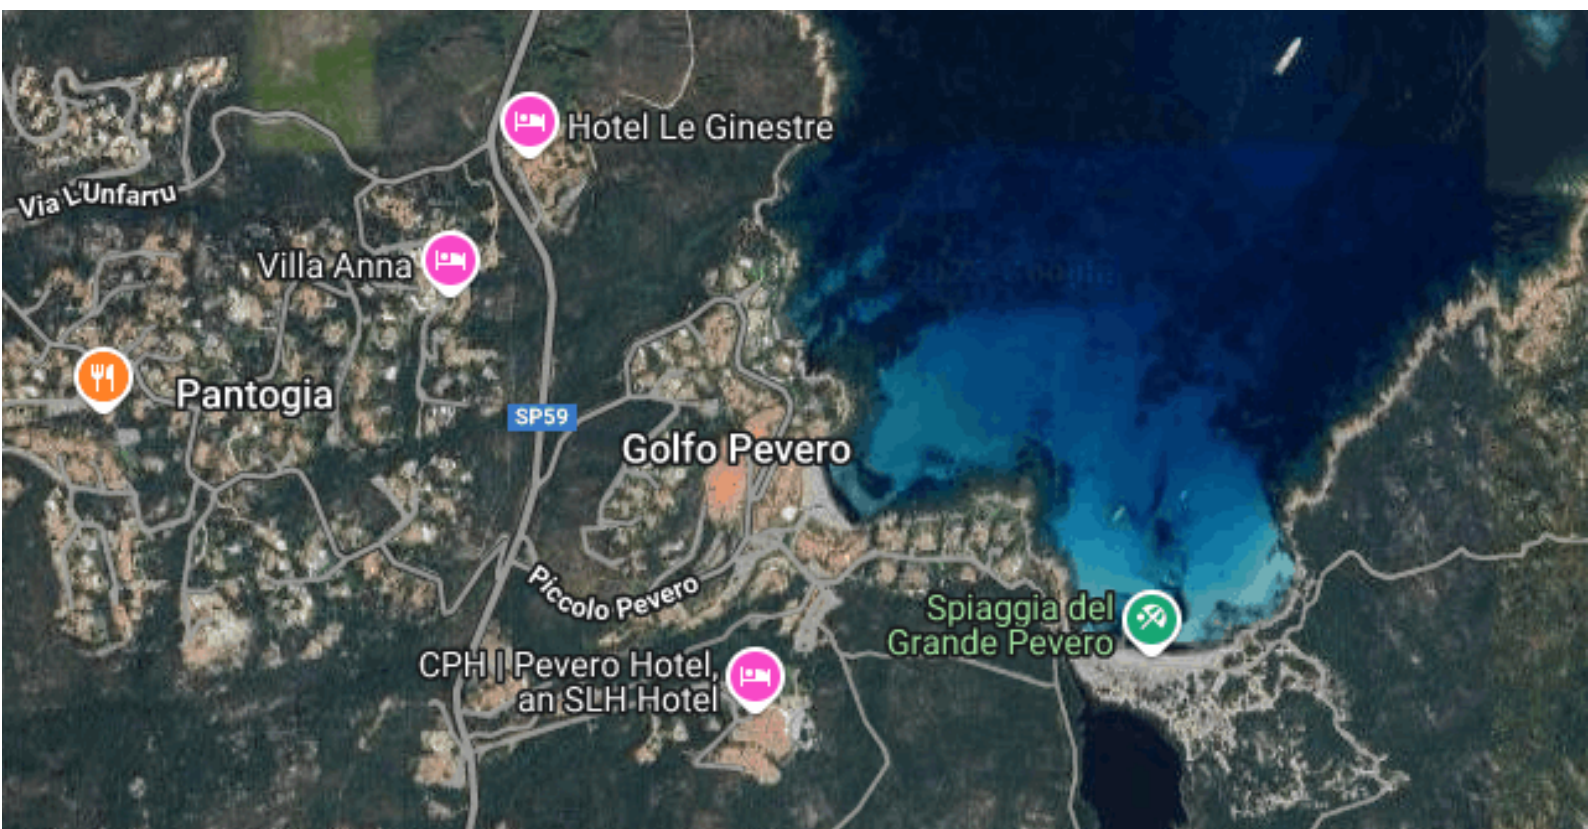 Hotel Le Ginestre
Via L'Unfarru
Villa Anna
Pantogia
SP59
Golfo Pevero
Piccolo Pevero
Spiaggia del
Grande Pevero
CPH | Pevero Hotel,
an SLH Hotel